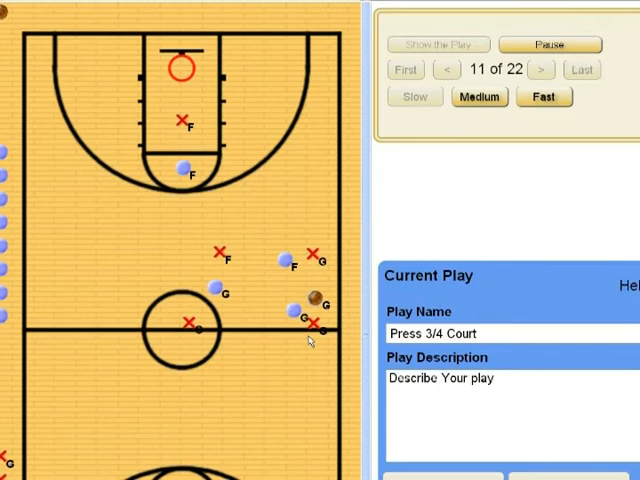 Show the Play
Pause
First
<
11 of 22
>
Last
Slow
Medium
Fast
F
F
F
F
G
G
G
G
G
G
G
Current Play
Hel
Play Name
Press 3/4 Court
Play Description
Describe Your play